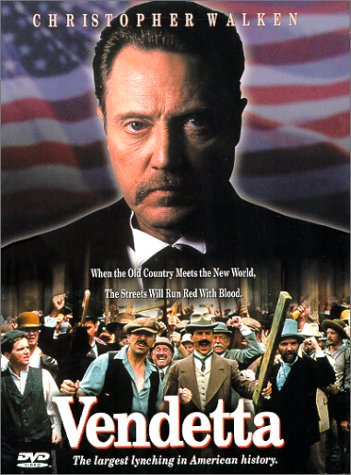 CHRISTOPHER WALKEN
When the Old Country Meets the New World,
The Streets Will Run Red With Blood.
Vendetta
DVD
VIDEO
The largest lynching in American history.